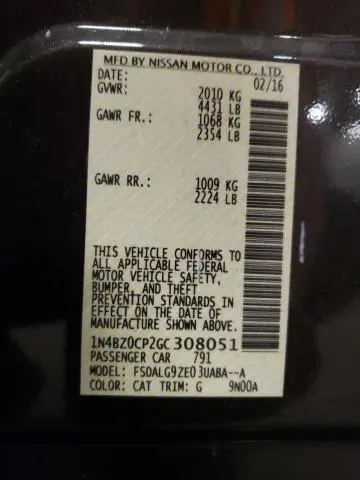 MFD BY NISSAN MOTOR CO., LTD.
DATE: 02/16
GVWR: 2010 KG
4431 LB
GAWR FR.: 1068 KG
2354 LB
GAWR RR.: 1009 KG
2224 LB
THIS VEHICLE CONFORMS TO
ALL APPLICABLE FEDERAL
MOTOR VEHICLE SAFETY,
BUMPER, AND THEFT
PREVENTION STANDARDS IN
EFFECT ON THE DATE OF
MANUFACTURE SHOWN ABOVE.
1N4BZ0CP2GC308051
PASSENGER CAR 791
MODEL: FSDALG9ZE03UABA--A
COLOR: CAT TRIM: G 9N00A